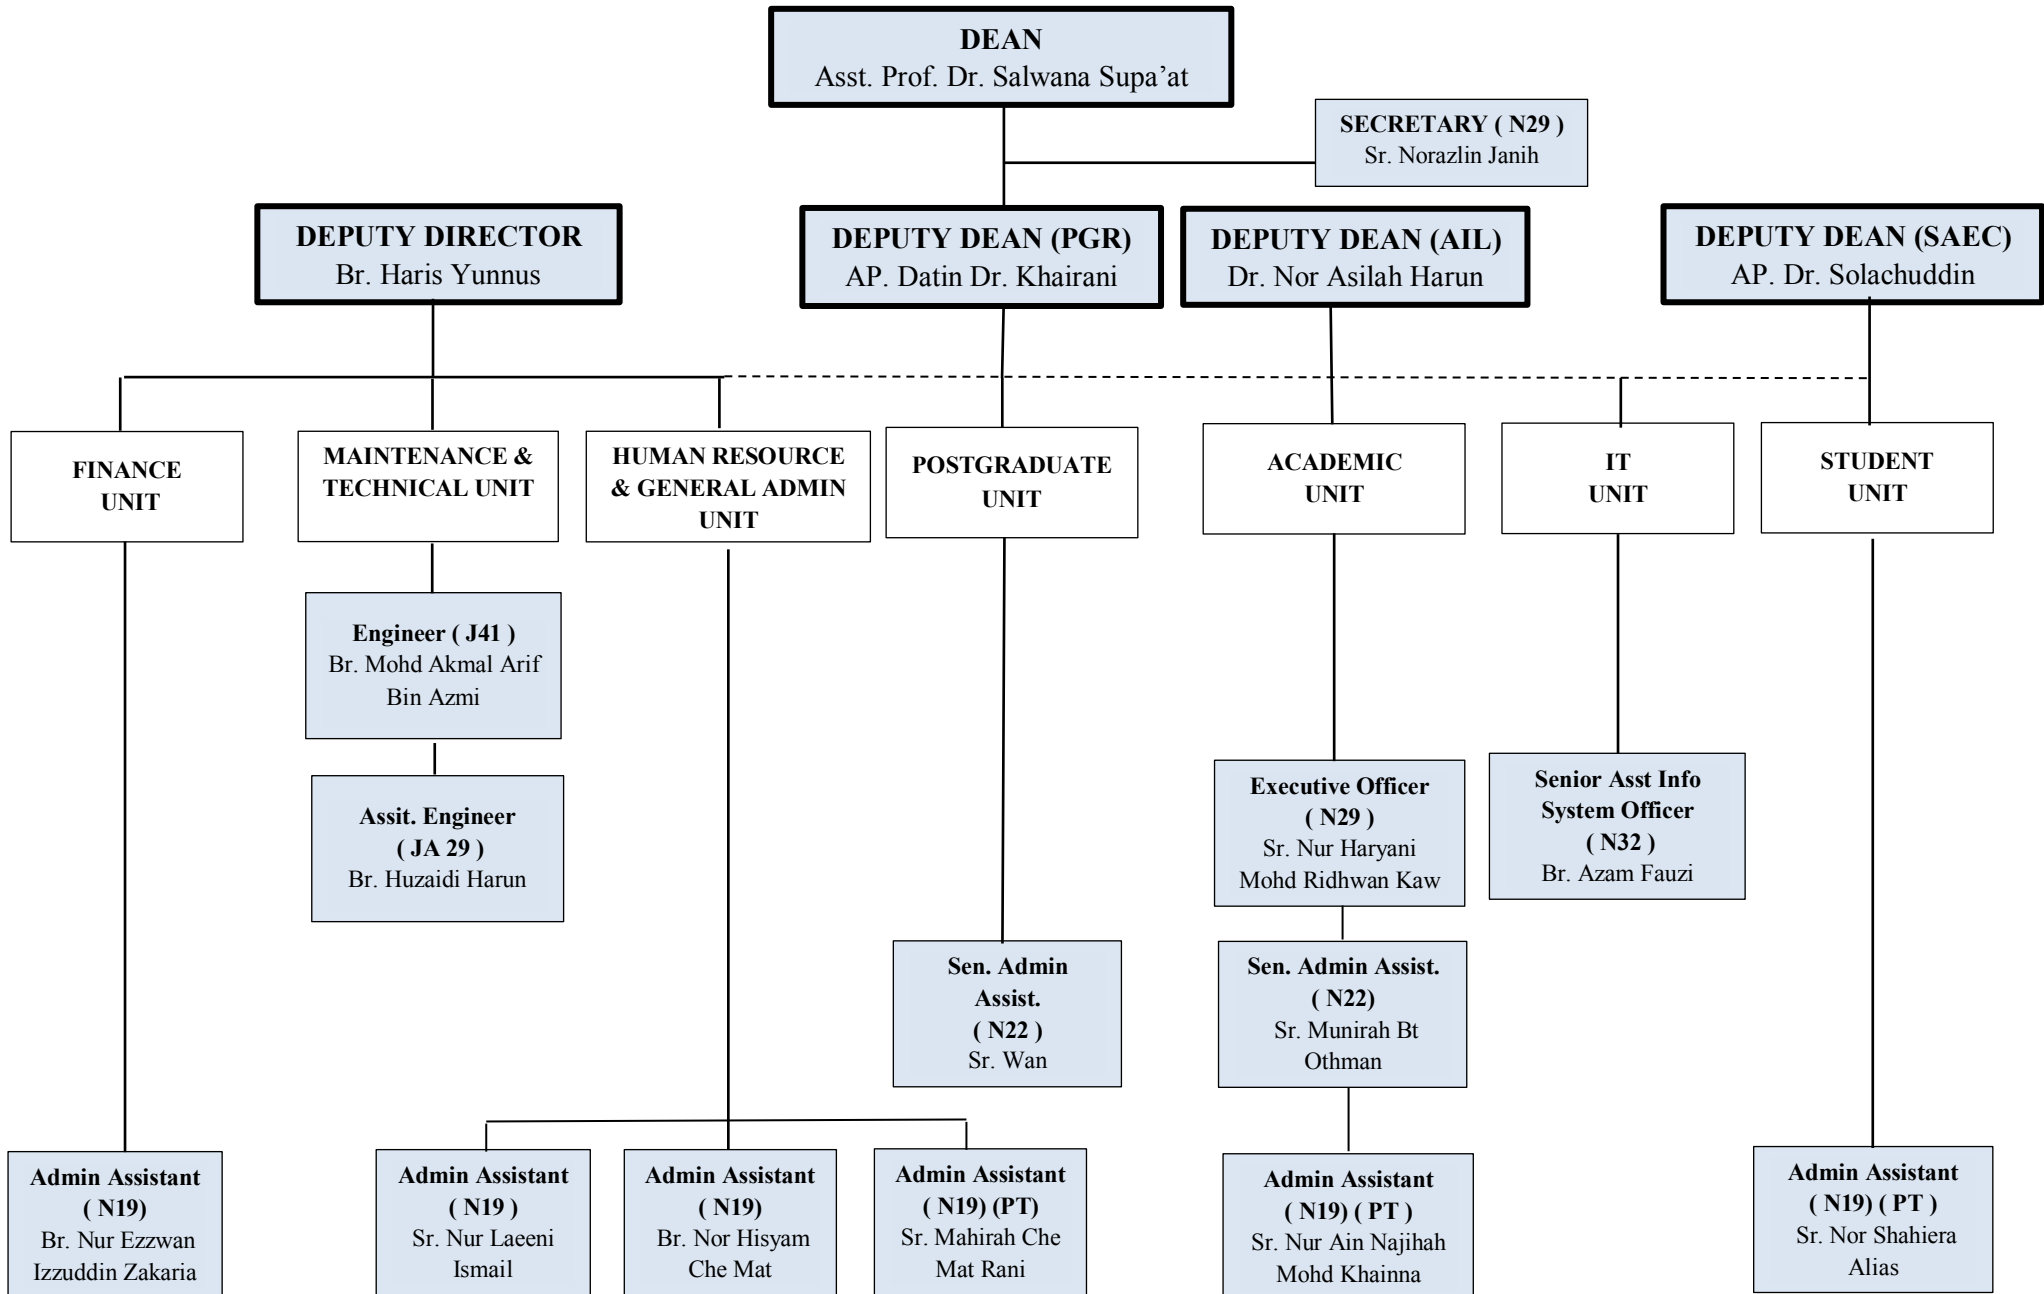 DEAN
Asst. Prof. Dr. Salwana Supa’at
SECRETARY ( N29 )
Sr. Norazlin Janih
DEPUTY DIRECTOR
Br. Haris Yunnus
DEPUTY DEAN (PGR)
AP. Datin Dr. Khairani
DEPUTY DEAN (AIL)
Dr. Nor Asilah Harun
DEPUTY DEAN (SAEC)
AP. Dr. Solachuddin
FINANCE
UNIT
MAINTENANCE &
TECHNICAL UNIT
HUMAN RESOURCE
& GENERAL ADMIN
UNIT
POSTGRADUATE
UNIT
ACADEMIC
UNIT
IT
UNIT
STUDENT
UNIT
Engineer ( J41 )
Br. Mohd Akmal Arif
Bin Azmi
Assit. Engineer
( JA 29 )
Br. Huzaidi Harun
Executive Officer
( N29 )
Sr. Nur Haryani
Mohd Ridhwan Kaw
Senior Asst Info
System Officer
( N32 )
Br. Azam Fauzi
Sen. Admin
Assist.
( N22 )
Sr. Wan
Sen. Admin Assist.
( N22)
Sr. Munirah Bt
Othman
Admin Assistant
( N19)
Br. Nur Ezzwan
Izzuddin Zakaria
Admin Assistant
( N19 )
Sr. Nur Laeeni
Ismail
Admin Assistant
( N19)
Br. Nor Hisyam
Che Mat
Admin Assistant
( N19) (PT)
Sr. Mahirah Che
Mat Rani
Admin Assistant
( N19) ( PT )
Sr. Nur Ain Najihah
Mohd Khainna
Admin Assistant
( N19) ( PT )
Sr. Nor Shahiera
Alias